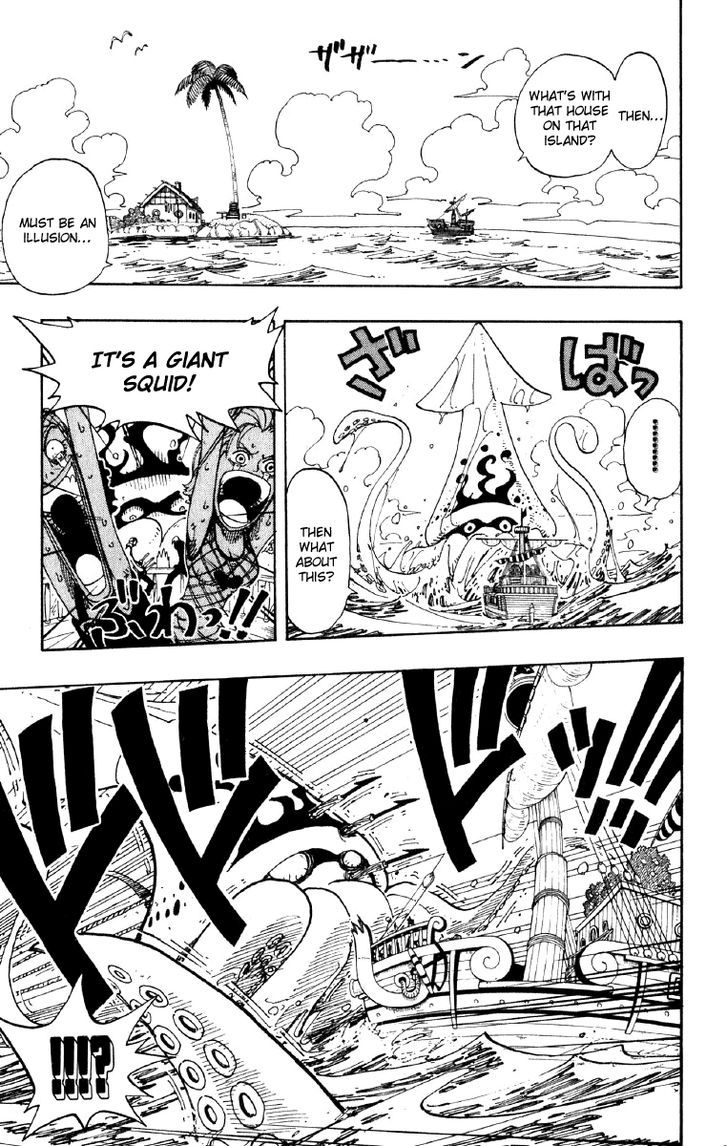 ザザー――…ン
THEN...
WHAT'S WITH
THAT HOUSE
ON THAT
ISLAND?
MUST BE AN
ILLUSION...
ばっ
ざ
..........
THEN
WHAT
ABOUT
THIS?
IT'S A GIANT
SQUID!
ぶわっ!!
ドドドッ!!!
!!!!?